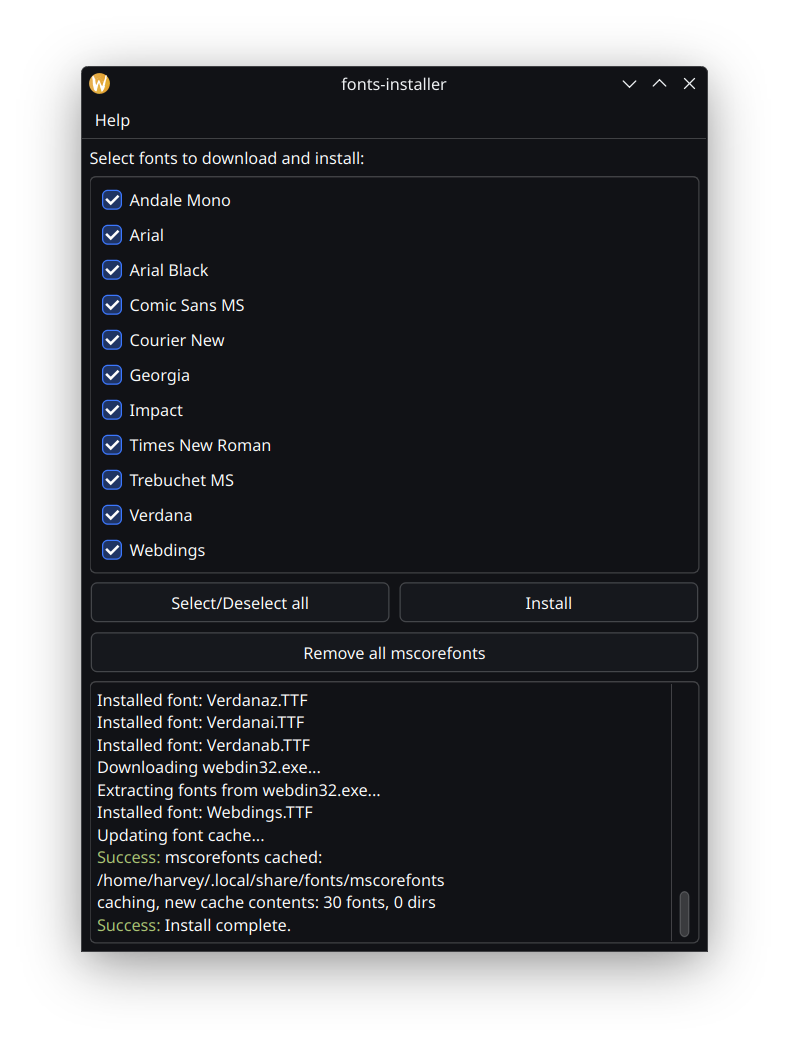 fonts-installer
Help
Select fonts to download and install:
Andale Mono
Arial
Arial Black
Comic Sans MS
Courier New
Georgia
Impact
Times New Roman
Trebuchet MS
Verdana
Webdings
Select/Deselect all
Install
Remove all mscorefonts
Installed font: Verdanaz.TTF
Installed font: Verdanai.TTF
Installed font: Verdanab.TTF
Downloading webdin32.exe...
Extracting fonts from webdin32.exe...
Installed font: Webdings.TTF
Updating font cache...
Success: mscorefonts cached:
/home/harvey/.local/share/fonts/mscorefonts
caching, new cache contents: 30 fonts, 0 dirs
Success: Install complete.